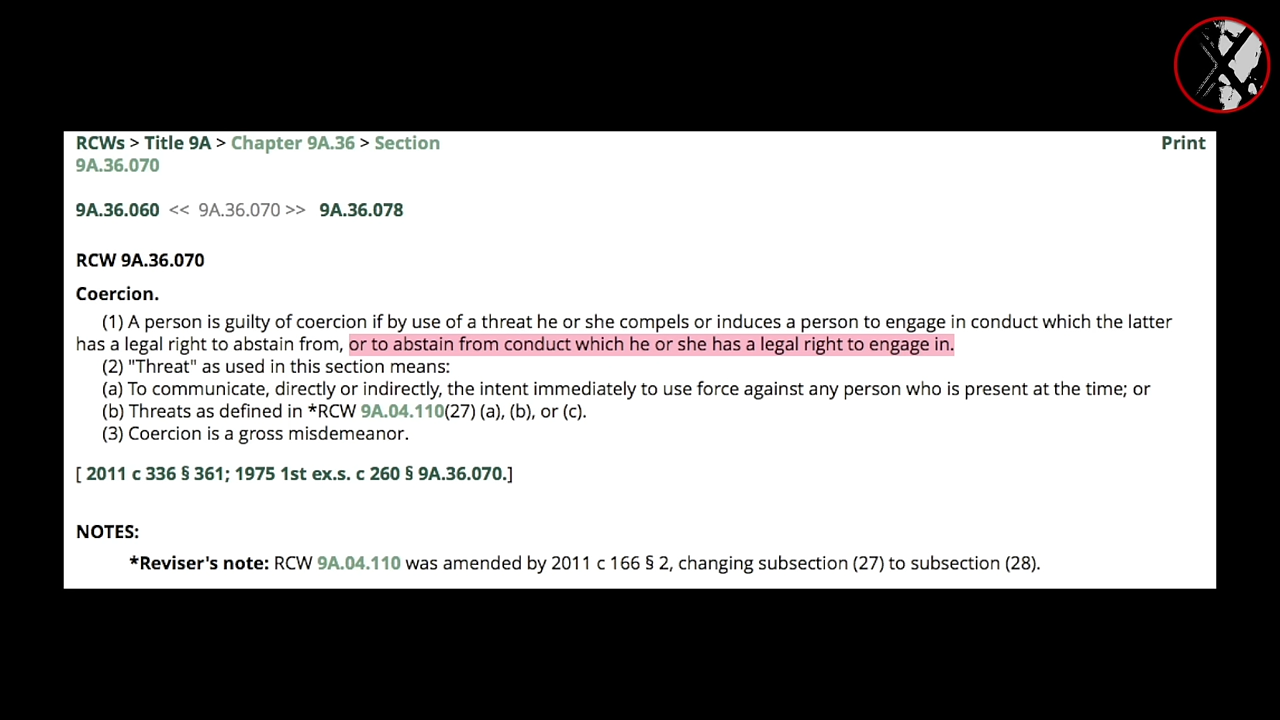 RCWs > Title 9A > Chapter 9A.36 > Section
Print
9A.36.070
9A.36.060 << 9A.36.070 >> 9A.36.078
RCW 9A.36.070
Coercion.
(1) A person is guilty of coercion if by use of a threat he or she compels or induces a person to engage in conduct which the latter
has a legal right to abstain from, or to abstain from conduct which he or she has a legal right to engage in.
(2) "Threat" as used in this section means:
(a) To communicate, directly or indirectly, the intent immediately to use force against any person who is present at the time; or
(b) Threats as defined in *RCW 9A.04.110(27) (a), (b), or (c).
(3) Coercion is a gross misdemeanor.
[ 2011 c 336 § 361; 1975 1st ex.s. c 260 § 9A.36.070.]
NOTES:
*Reviser's note: RCW 9A.04.110 was amended by 2011 c 166 § 2, changing subsection (27) to subsection (28).